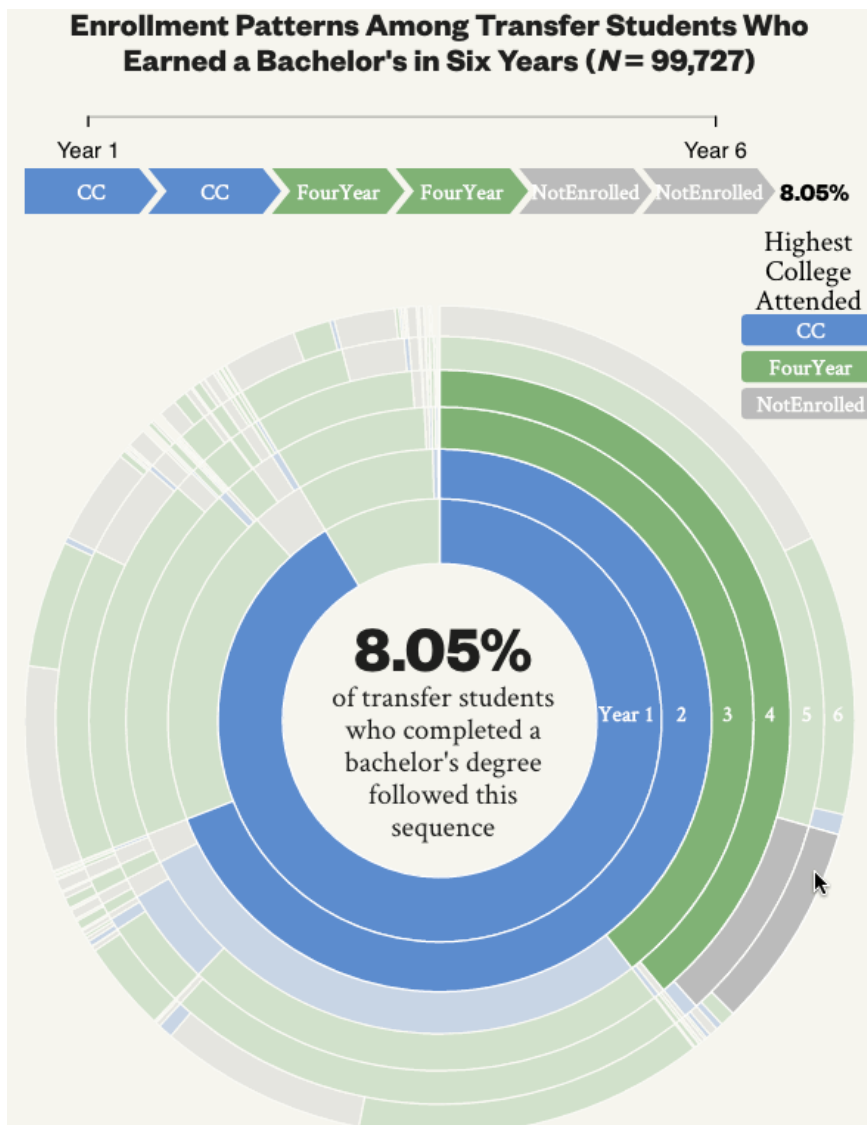 Enrollment Patterns Among Transfer Students Who
Earned a Bachelor's in Six Years (N = 99,727)
Year 1
Year 6
CC
CC
FourYear
FourYear
NotEnrolled
NotEnrolled
8.05%
Highest
College
Attended
CC
FourYear
NotEnrolled
8.05%
of transfer students
who completed a
bachelor's degree
followed this
sequence
Year 1
2
3
4
5
6